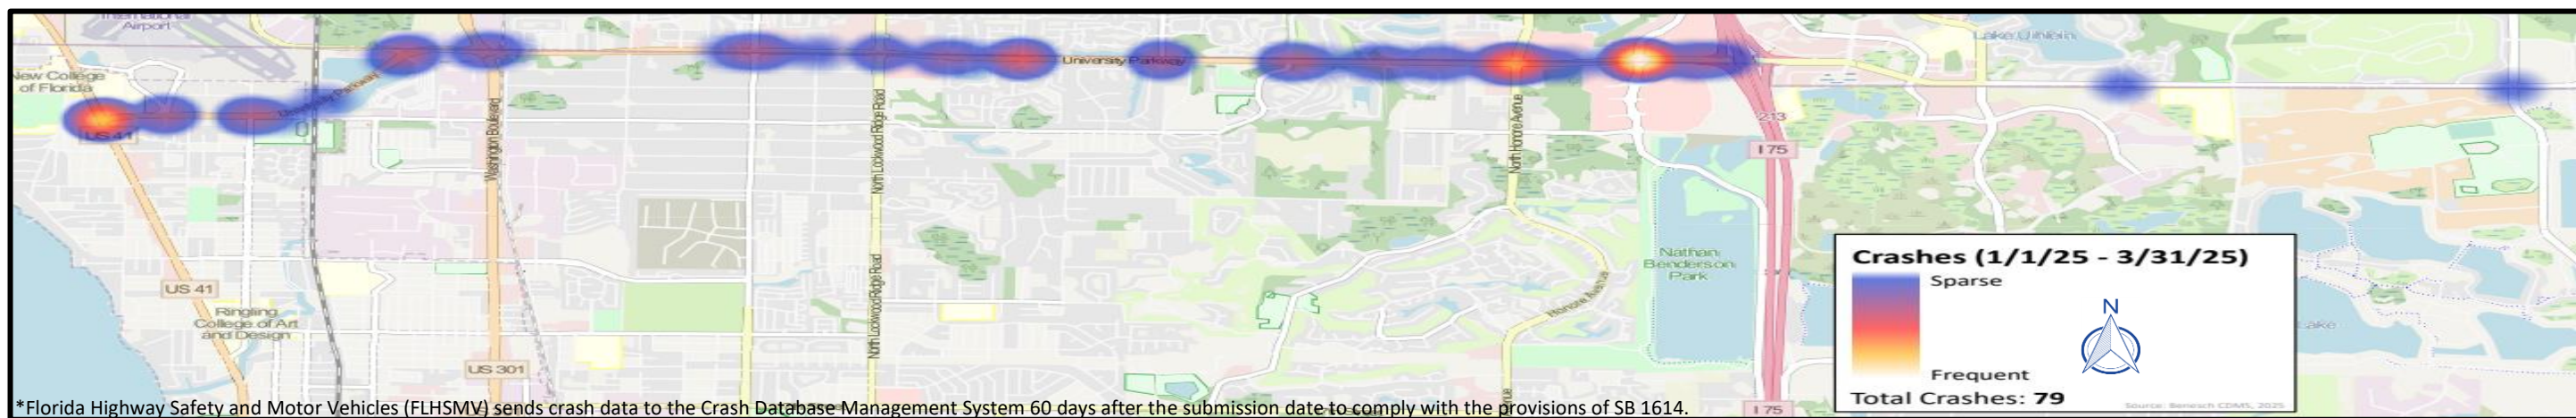 International
Airport
New College
of Florida
US 41
University Parkway
Washington Boulevard
North Lockwood Ridge Road
University Parkway
North Honore Avenue
Lake Uihlein
213
I 75
North Lockwood Ridge Road
US 41
Ringling
College of Art
and Design
US 301
Nathan
Benderson
Park
Honore Avenue
Lake
Crashes (1/1/25 - 3/31/25)
Sparse
Frequent
N
Total Crashes: 79
Source: Benesch CDMS, 2025
I 75
*Florida Highway Safety and Motor Vehicles (FLHSMV) sends crash data to the Crash Database Management System 60 days after the submission date to comply with the provisions of SB 1614.